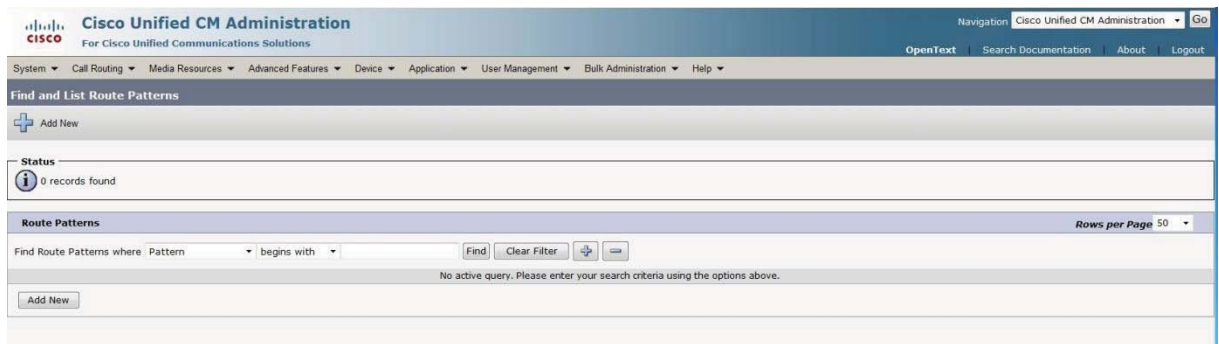 Cisco Unified CM Administration
Navigation Cisco Unified CM Administration Go
CISCO
For Cisco Unified Communications Solutions
OpenText Search Documentation About Logout
System Call Routing Media Resources Advanced Features Device Application User Management Bulk Administration Help
Find and List Route Patterns
Add New
Status
0 records found
Route Patterns Rows per Page 50
Find Route Patterns where Pattern begins with Find Clear Filter
No active query. Please enter your search criteria using the options above.
Add New